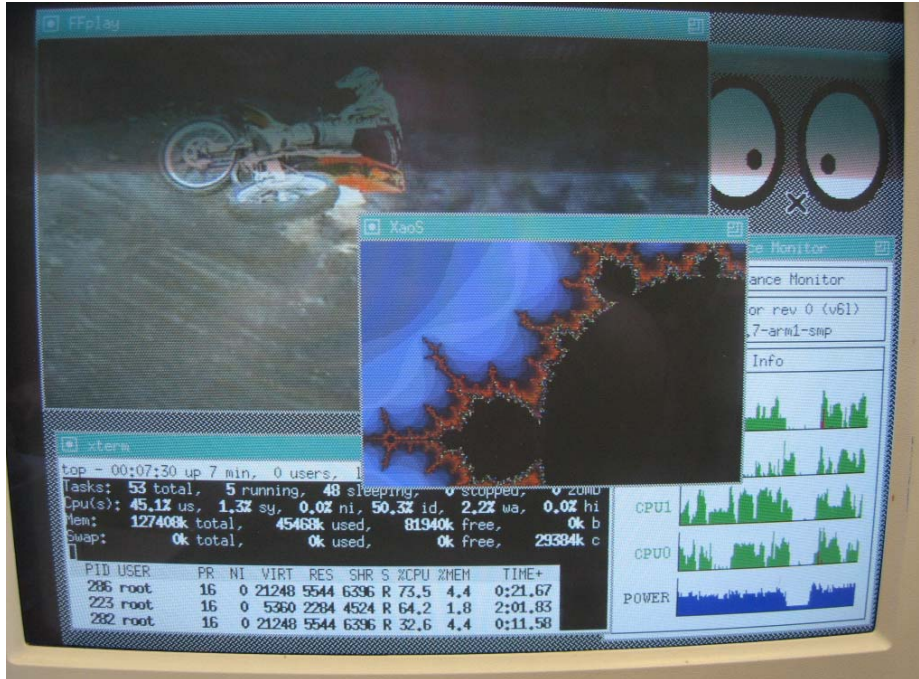 FFplay
XaoS
ce Monitor
ance Monitor
or rev 0 (v6l)
.7-arm1-smp
Info
CPU1
CPU0
POWER
xterm
top - 00:07:30 up 7 min, 0 users, 1
Tasks: 53 total, 5 running, 48 sleeping, 0 stopped, 0 zomb
Cpu(s): 45.1% us, 1.3% sy, 0.0% ni, 50.3% id, 2.2% wa, 0.0% hi
Mem: 127408k total, 45468k used, 81940k free, 0k b
Swap: 0k total, 0k used, 0k free, 29384k c
PID USER PR NI VIRT RES SHR S %CPU %MEM TIME+
286 root 16 0 21248 5544 6396 R 73.5 4.4 0:21.67
223 root 16 0 5360 2284 4524 R 64.2 1.8 2:01.83
282 root 16 0 21248 5544 6396 R 32.6 4.4 0:11.58